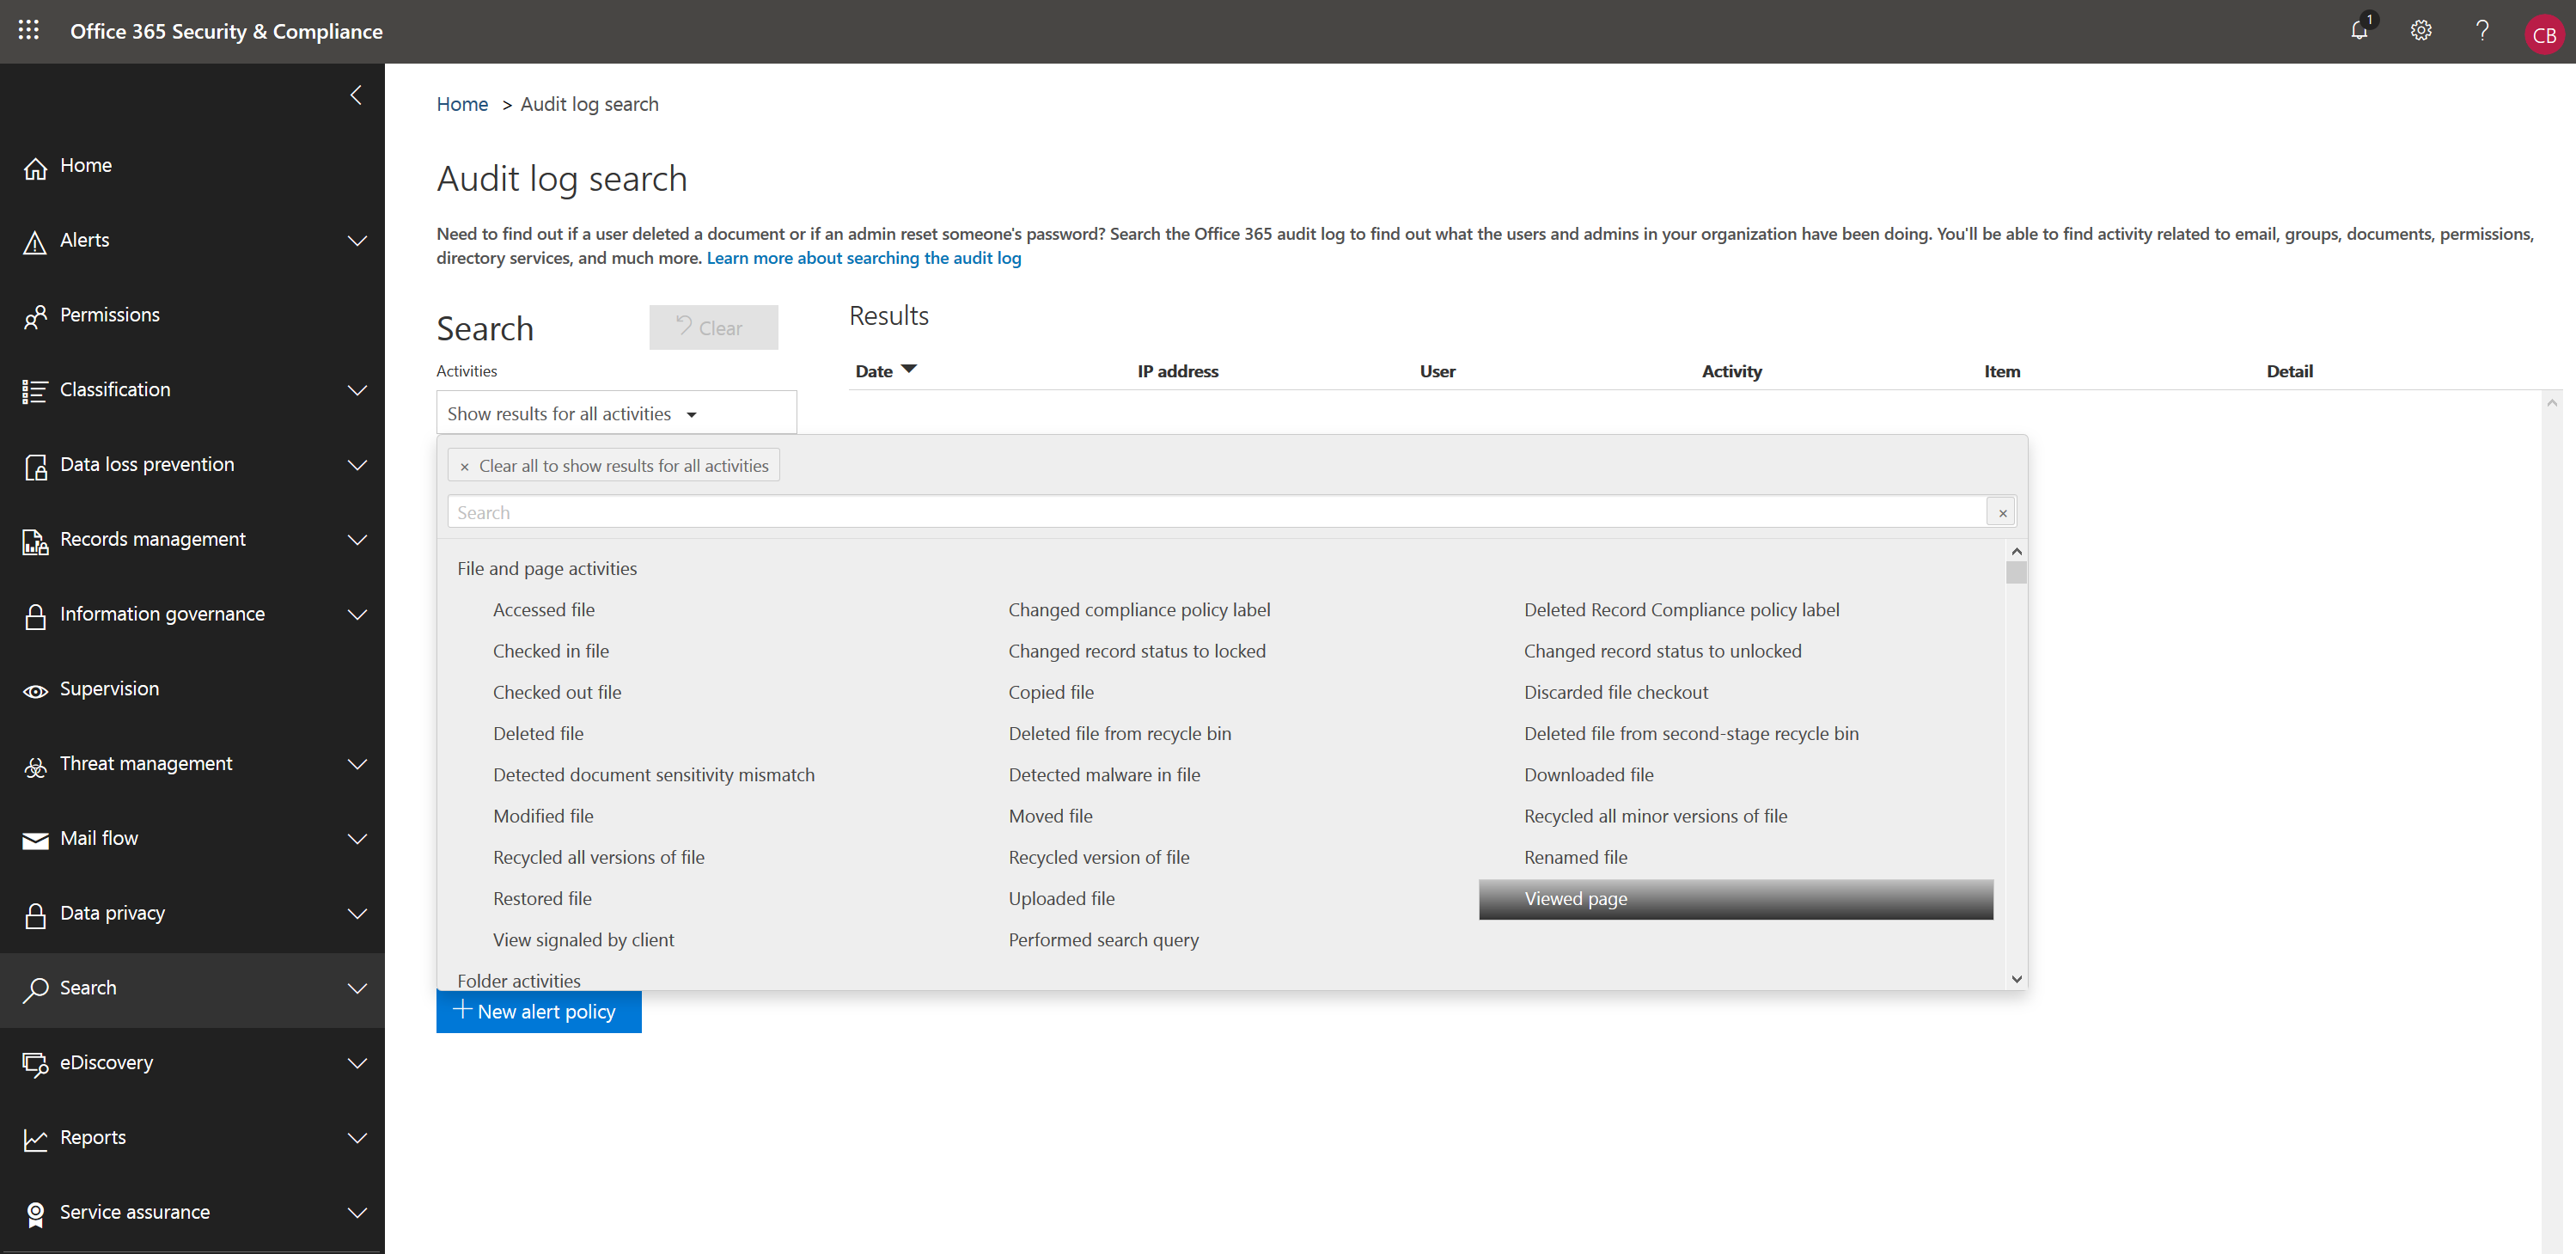 Office 365 Security & Compliance
1
CB
Home
Alerts
Permissions
Classification
Data loss prevention
Records management
Information governance
Supervision
Threat management
Mail flow
Data privacy
Search
eDiscovery
Reports
Service assurance
Home > Audit log search
Audit log search
Need to find out if a user deleted a document or if an admin reset someone's password? Search the Office 365 audit log to find out what the users and admins in your organization have been doing. You'll be able to find activity related to email, groups, documents, permissions,
directory services, and much more. Learn more about searching the audit log
Search
Clear
Results
Activities
Date IP address User Activity Item Detail
Show results for all activities
× Clear all to show results for all activities
Search
×
File and page activities
Accessed file Changed compliance policy label Deleted Record Compliance policy label
Checked in file Changed record status to locked Changed record status to unlocked
Checked out file Copied file Discarded file checkout
Deleted file Deleted file from recycle bin Deleted file from second-stage recycle bin
Detected document sensitivity mismatch Detected malware in file Downloaded file
Modified file Moved file Recycled all minor versions of file
Recycled all versions of file Recycled version of file Renamed file
Restored file Uploaded file Viewed page
View signaled by client Performed search query
Folder activities
+ New alert policy